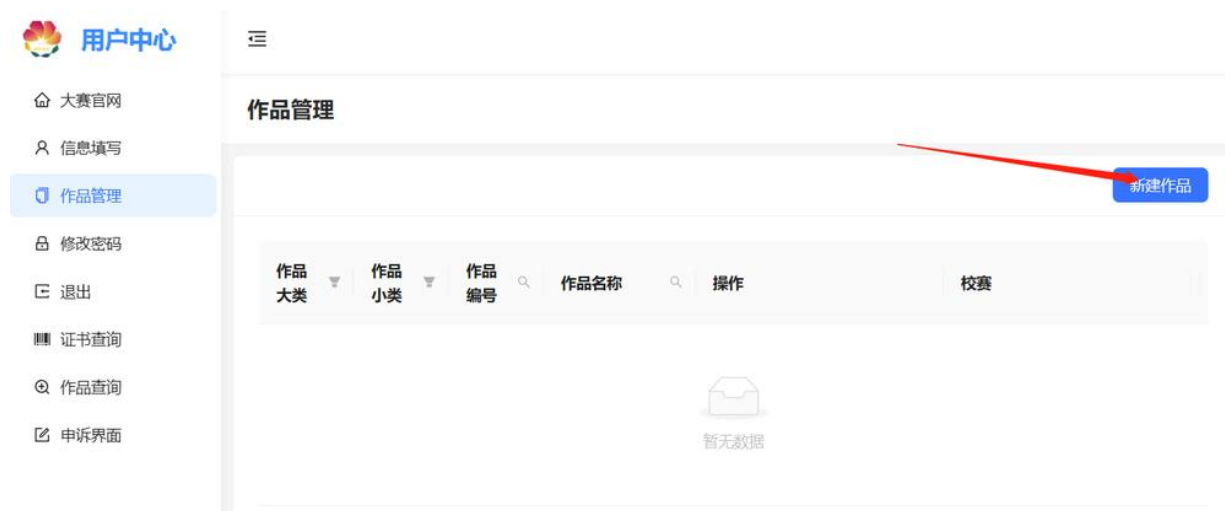 用户中心
大赛官网
信息填写
作品管理
修改密码
退出
证书查询
作品查询
申诉界面
作品管理
新建作品
作品大类
作品小类
作品编号
作品名称
操作
校赛
暂无数据